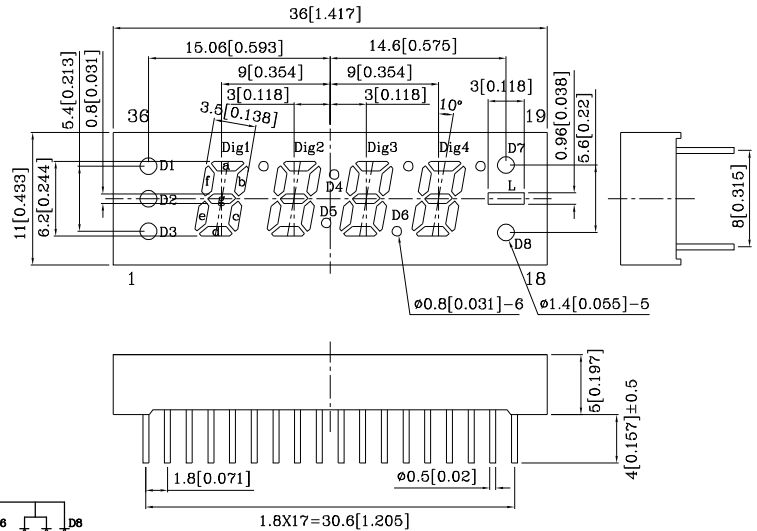 36[1.417]
15.06[0.593]
14.6[0.575]
9[0.354]
9[0.354]
3[0.118]
3[0.118]
3[0.118]
3.5[0.138]
10°
5.4[0.213]
0.8[0.031]
0.96[0.038]
5.6[0.22]
36
19
Dig1
Dig2
Dig3
Dig4
D7
D1
a
D4
f
b
L
D2
g
11[0.433]
6.2[0.244]
8[0.315]
e
c
D5
D6
D3
d
D8
1
18
ø0.8[0.031]-6
ø1.4[0.055]-5
5[0.197]
4[0.157]±0.5
1.8[0.071]
ø0.5[0.02]
1.8X17=30.6[1.205]
6
D8